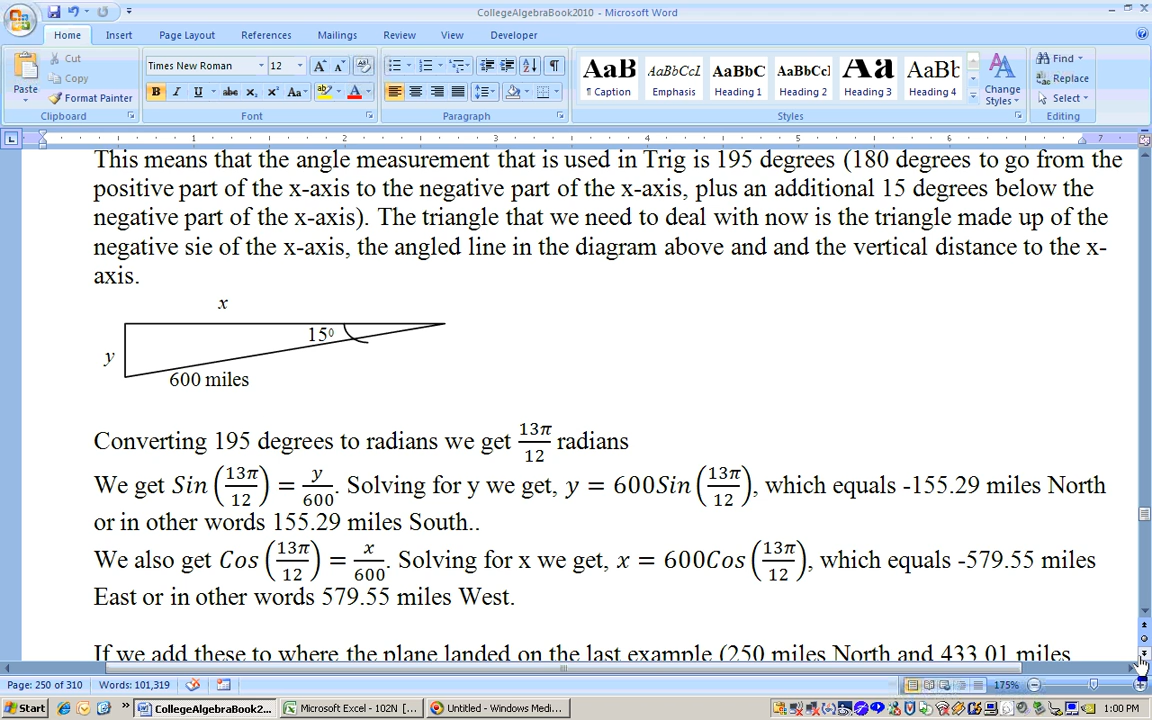 CollegeAlgebraBook2010 - Microsoft Word
Home Insert Page Layout References Mailings Review View Developer
Cut
Copy
Format Painter
Paste
Clipboard
Times New Roman 12
Font
Paragraph
AaB AaBbCcL AaBbC AaBbCcI Aa AaBb
¶ Caption Emphasis Heading 1 Heading 2 Heading 3 Heading 4
Change Styles
Styles
Find
Replace
Select
Editing
1 2 3 4 5 6 7
This means that the angle measurement that is used in Trig is 195 degrees (180 degrees to go from the
positive part of the x-axis to the negative part of the x-axis, plus an additional 15 degrees below the
negative part of the x-axis). The triangle that we need to deal with now is the triangle made up of the
negative sie of the x-axis, the angled line in the diagram above and and the vertical distance to the x-
axis.
x
15⁰
y
600 miles
Converting 195 degrees to radians we get 13π/12 radians
We get Sin(13π/12) = y/600. Solving for y we get, y = 600Sin(13π/12), which equals -155.29 miles North
or in other words 155.29 miles South..
We also get Cos(13π/12) = x/600. Solving for x we get, x = 600Cos(13π/12), which equals -579.55 miles
East or in other words 579.55 miles West.
If we add these to where the plane landed on the last example (250 miles North and 433.01 miles
Page: 250 of 310 Words: 101,319 175%
Start CollegeAlgebraBook2... Microsoft Excel - 102N Untitled - Windows Medi... 1:00 PM